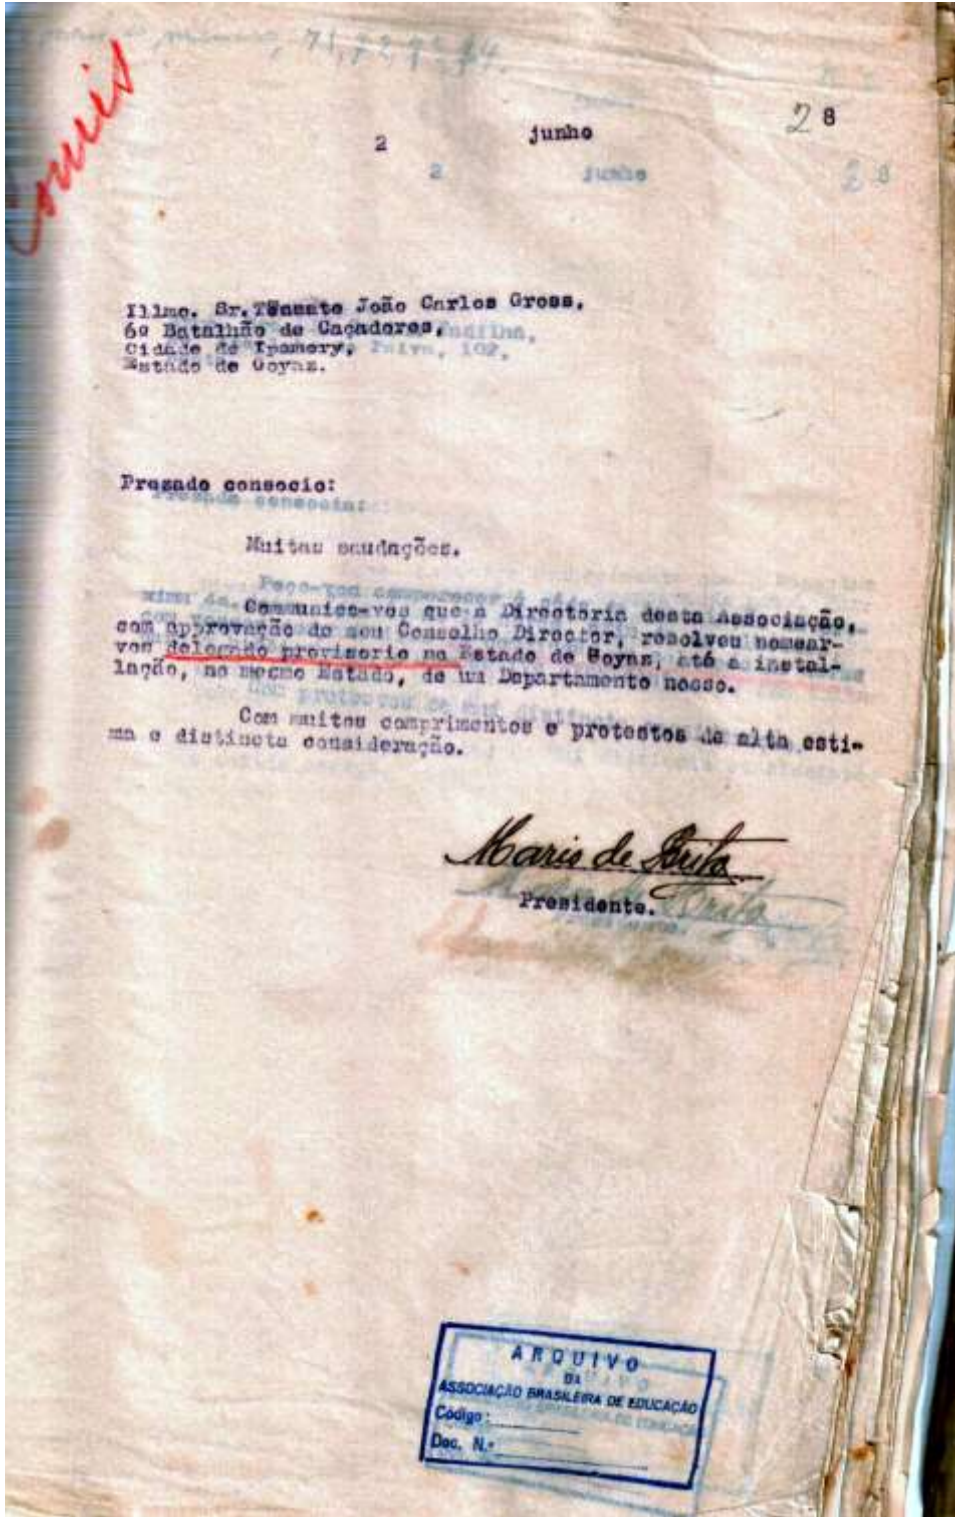 71, 72
2 junho 28
Illmo. Sr. Tenente João Carlos Gross,
6º Batalhão de Caçadores,
Cidade de Ipamery,
Estado de Goyaz.
Prezado consocio:
Muitas saudações.
Communico-vos que a Directoria desta Associação,
com approvação do seu Conselho Director, resolveu nomear-
vos delegado provisorio no Estado de Goyaz, até a instal-
lação, no mesmo Estado, de um Departamento nosso.
Com muitos comprimentos e protestos de alta esti-
ma e distincta consideração.
Mario de Brito
Presidente.
ARQUIVO
DA
ASSOCIAÇÃO BRASILEIRA DE EDUCAÇÃO
Código:
Doc. N.º